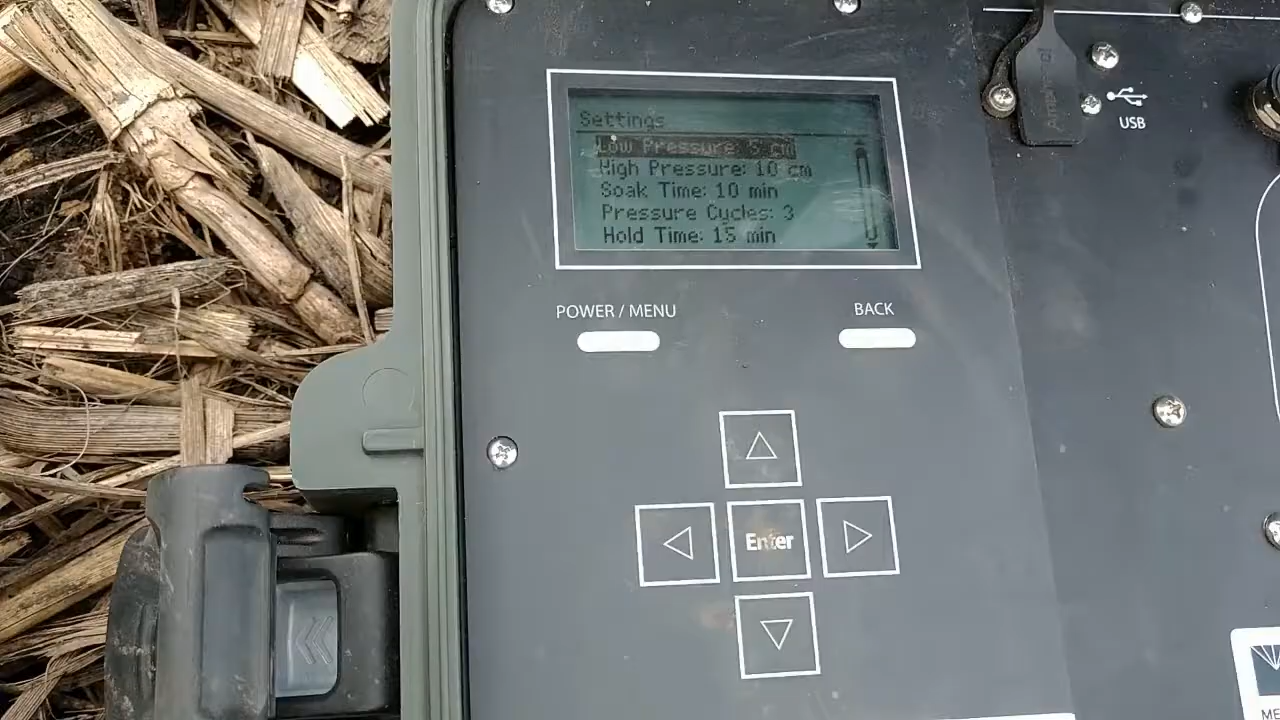 Settings
Low Pressure: 5 cm
High Pressure: 10 cm
Soak Time: 10 min
Pressure Cycles: 3
Hold Time: 15 min
USB
POWER / MENU
BACK
Enter
ME